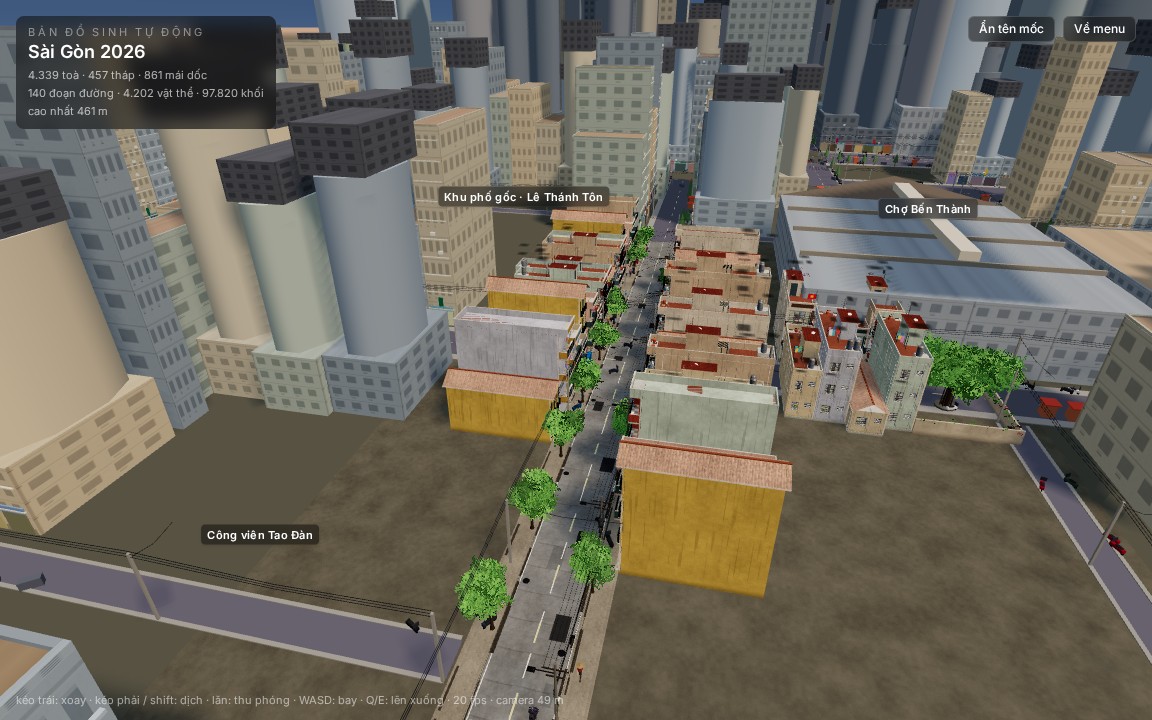 BẢN ĐỒ SINH TỰ ĐỘNG
Sài Gòn 2026
4.339 toà · 457 tháp · 861 mái dốc
140 đoạn đường · 4.202 vật thể · 97.820 khối
cao nhất 461 m
Ẩn tên mốc
Về menu
Khu phố gốc · Lê Thánh Tôn
Chợ Bến Thành
Công viên Tao Đàn
kéo trái: xoay · kéo phải / shift: dịch · lăn: thu phóng · WASD: bay · Q/E: lên xuống · 20 fps · camera 49 m